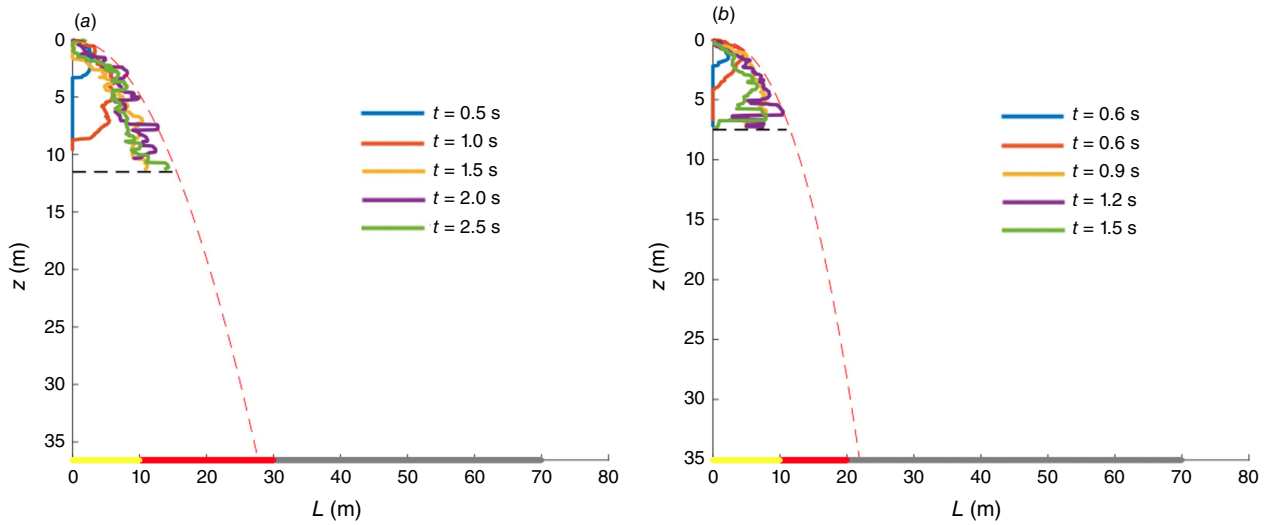 (a)
0
5
10
15
20
25
30
35
z (m)
0 10 20 30 40 50 60 70 80
L (m)
t = 0.5 s
t = 1.0 s
t = 1.5 s
t = 2.0 s
t = 2.5 s
(b)
0
5
10
15
20
25
30
35
z (m)
0 10 20 30 40 50 60 70 80
L (m)
t = 0.6 s
t = 0.6 s
t = 0.9 s
t = 1.2 s
t = 1.5 s